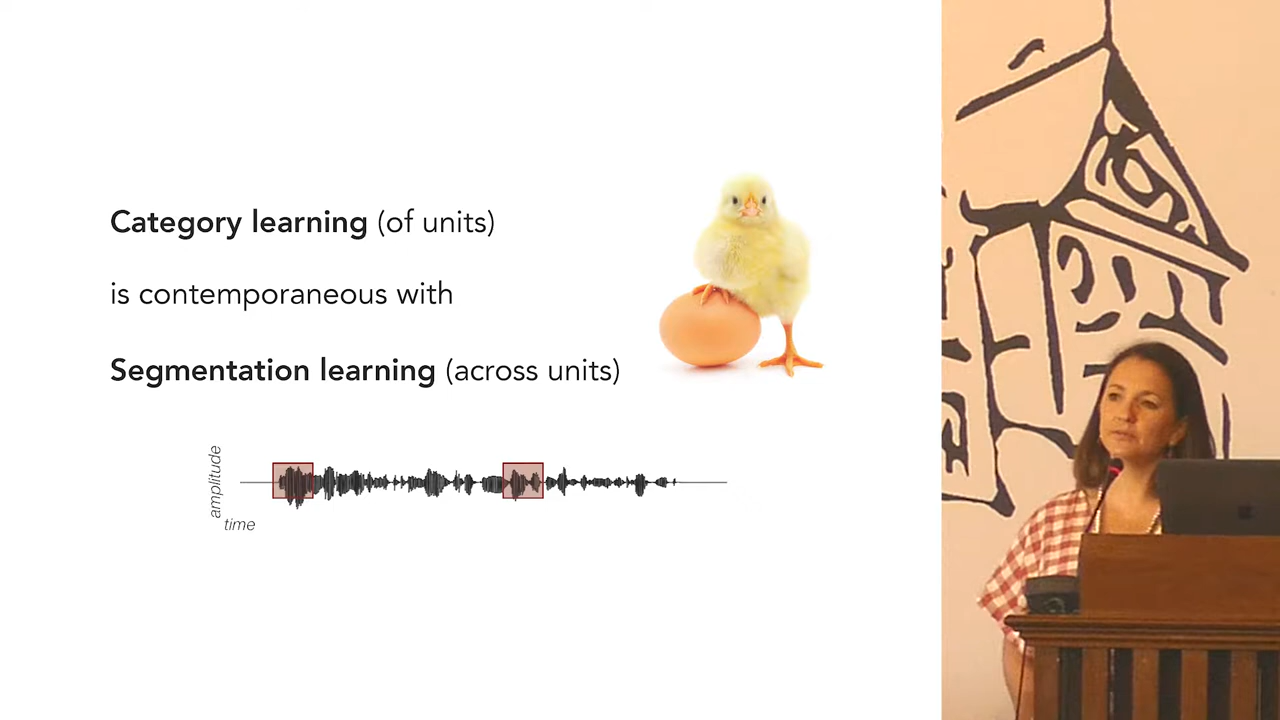 Category learning (of units)
is contemporaneous with
Segmentation learning (across units)
amplitude
time